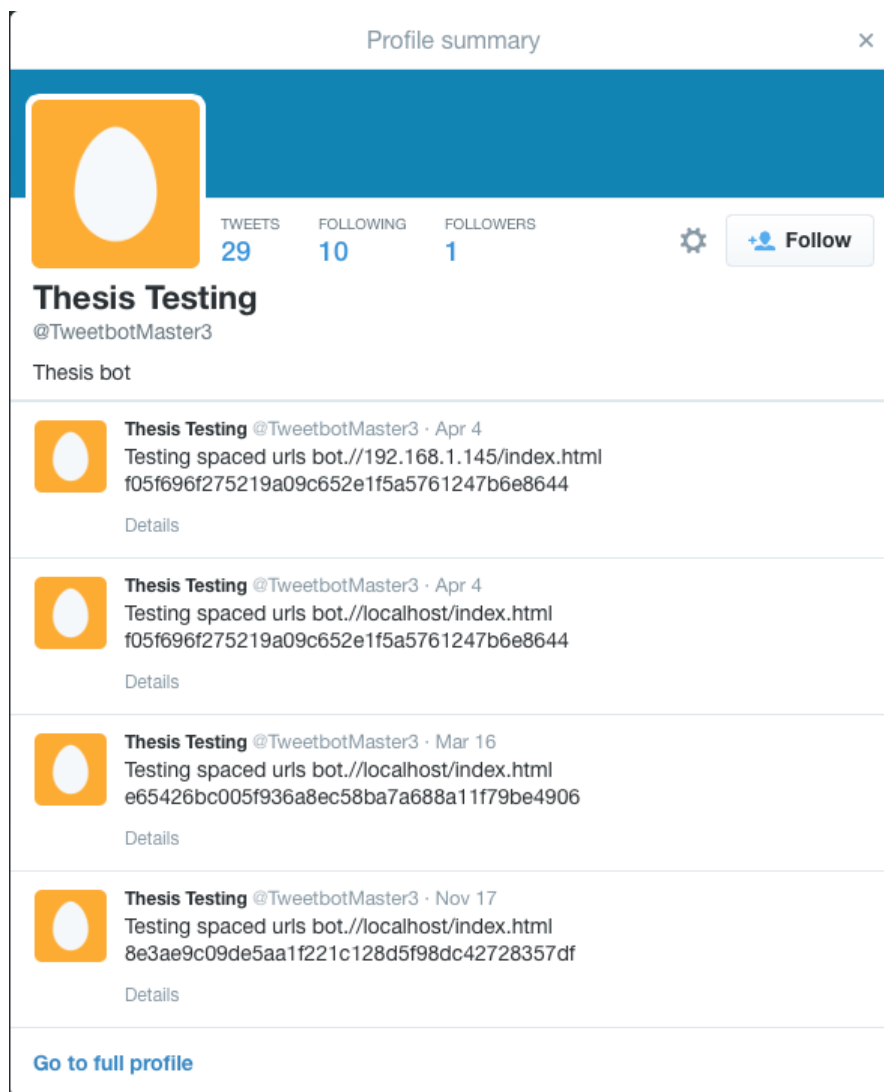 Profile summary
TWEETS FOLLOWING FOLLOWERS
29 10 1
Follow
Thesis Testing
@TweetbotMaster3
Thesis bot
Thesis Testing @TweetbotMaster3 · Apr 4
Testing spaced urls bot.//192.168.1.145/index.html
f05f696f275219a09c652e1f5a5761247b6e8644
Details
Thesis Testing @TweetbotMaster3 · Apr 4
Testing spaced urls bot.//localhost/index.html
f05f696f275219a09c652e1f5a5761247b6e8644
Details
Thesis Testing @TweetbotMaster3 · Mar 16
Testing spaced urls bot.//localhost/index.html
e65426bc005f936a8ec58ba7a688a11f79be4906
Details
Thesis Testing @TweetbotMaster3 · Nov 17
Testing spaced urls bot.//localhost/index.html
8e3ae9c09de5aa1f221c128d5f98dc42728357df
Details
Go to full profile